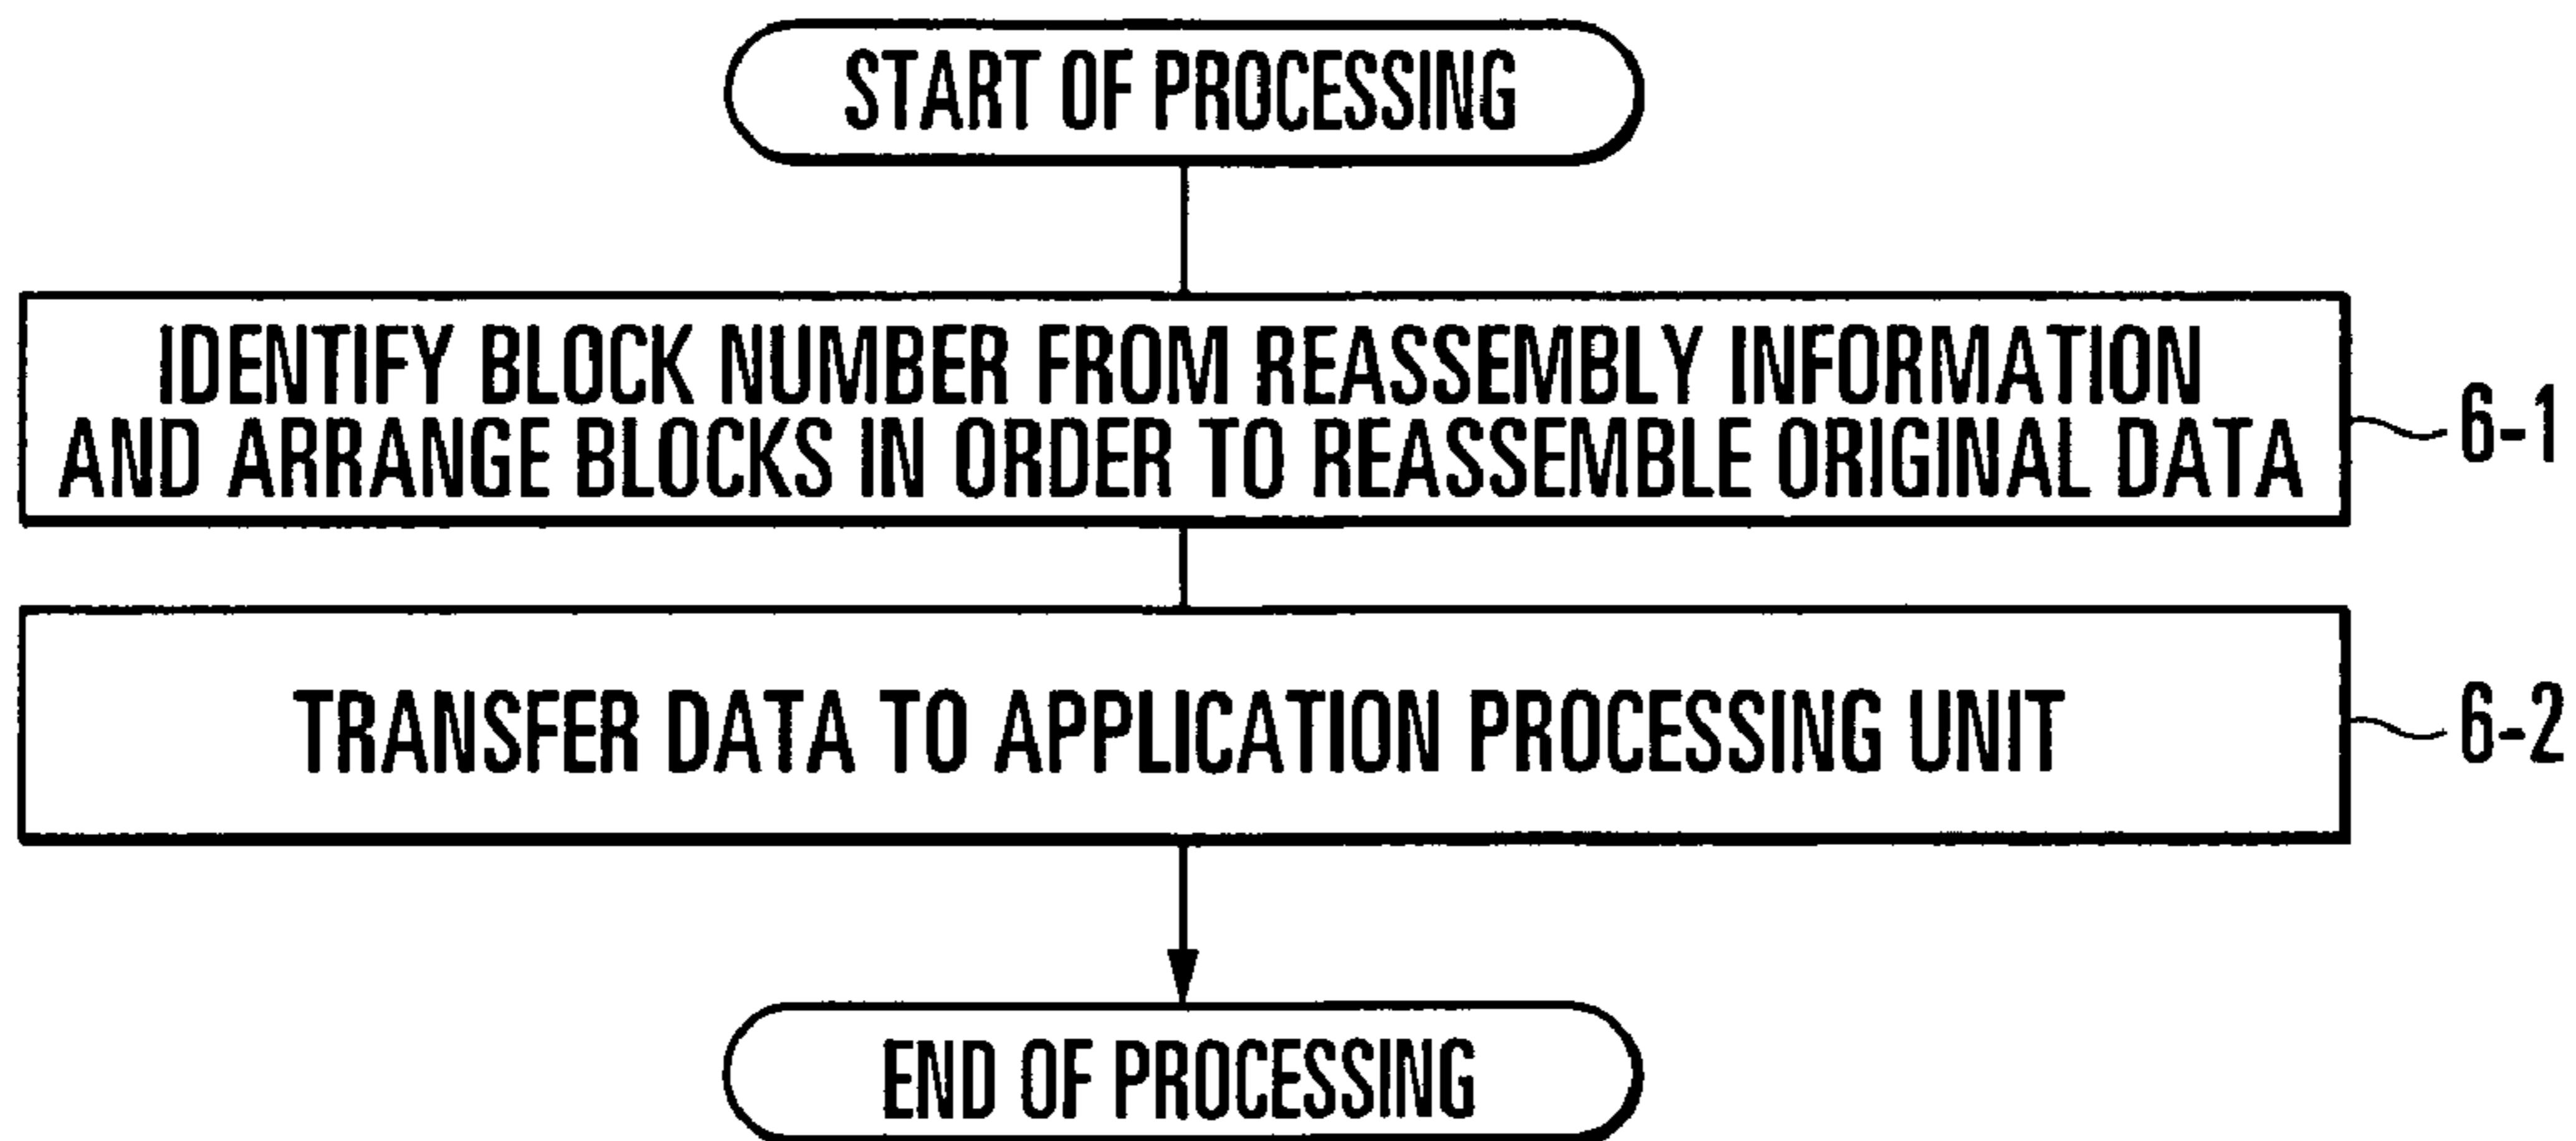 START OF PROCESSING
IDENTIFY BLOCK NUMBER FROM REASSEMBLY INFORMATION
AND ARRANGE BLOCKS IN ORDER TO REASSEMBLE ORIGINAL DATA
6-1
TRANSFER DATA TO APPLICATION PROCESSING UNIT
6-2
END OF PROCESSING